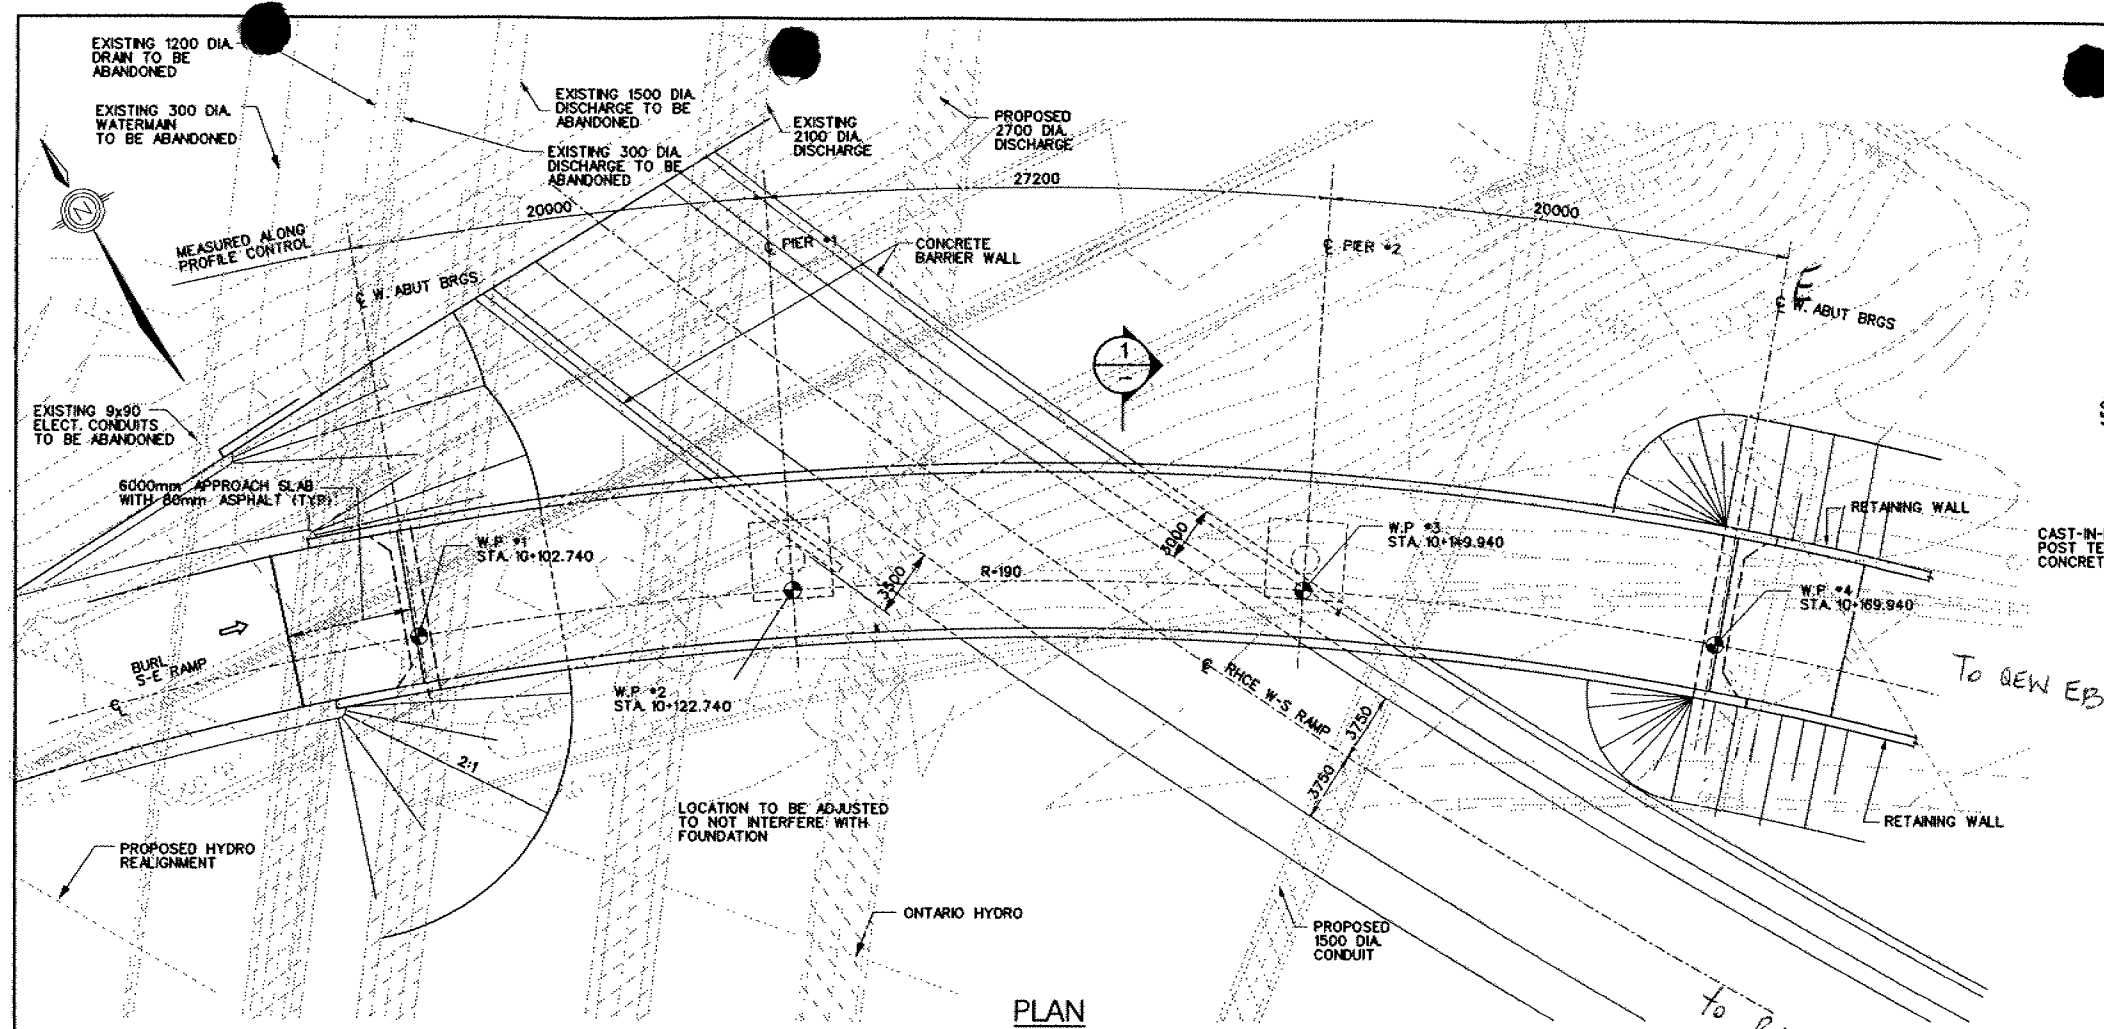 EXISTING 1200 DIA.
DRAIN TO BE
ABANDONED
EXISTING 300 DIA.
WATERMAIN
TO BE ABANDONED
EXISTING 1500 DIA.
DISCHARGE TO BE
ABANDONED
EXISTING 300 DIA.
DISCHARGE TO BE
ABANDONED
EXISTING
2100 DIA.
DISCHARGE
PROPOSED
2700 DIA.
DISCHARGE
N
MEASURED ALONG
PROFILE CONTROL
20000
27200
20000
℄ W. ABUT BRGS
℄ PIER #1
CONCRETE
BARRIER WALL
℄ PIER #2
E
℄ W. ABUT BRGS
1
–
EXISTING 9x90
ELECT. CONDUITS
TO BE ABANDONED
6000mm APPROACH SLAB
WITH 80mm ASPHALT (TYP)
W.P. #1
STA. 10+102.740
3500
R=190
3000
W.P. #3
STA. 10+149.940
RETAINING WALL
CAST-IN-
POST TE
CONCRET
W.P. #4
STA. 10+169.940
BURL
S-E RAMP
℄
W.P. #2
STA. 10+122.740
℄ RHCE W-S RAMP
3750
3750
To QEW EB
2:1
LOCATION TO BE ADJUSTED
TO NOT INTERFERE WITH
FOUNDATION
RETAINING WALL
PROPOSED HYDRO
REALIGNMENT
ONTARIO HYDRO
PROPOSED
1500 DIA.
CONDUIT
PLAN
to